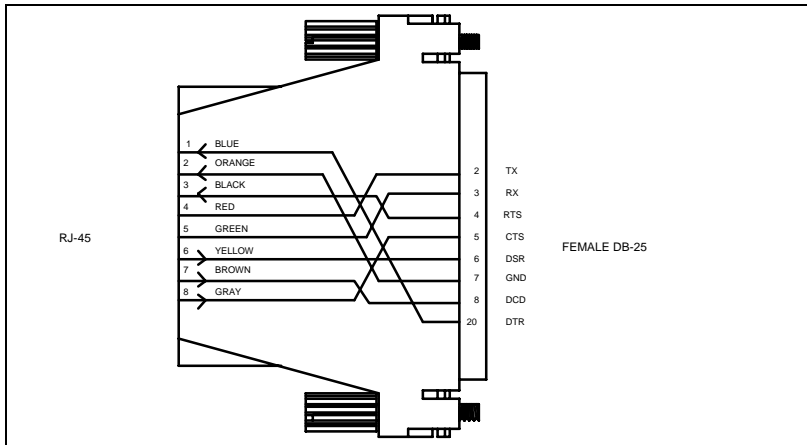 1 BLUE
2 ORANGE
3 BLACK
4 RED
5 GREEN
6 YELLOW
7 BROWN
8 GRAY
RJ-45
2 TX
3 RX
4 RTS
5 CTS
6 DSR
7 GND
8 DCD
20 DTR
FEMALE DB-25